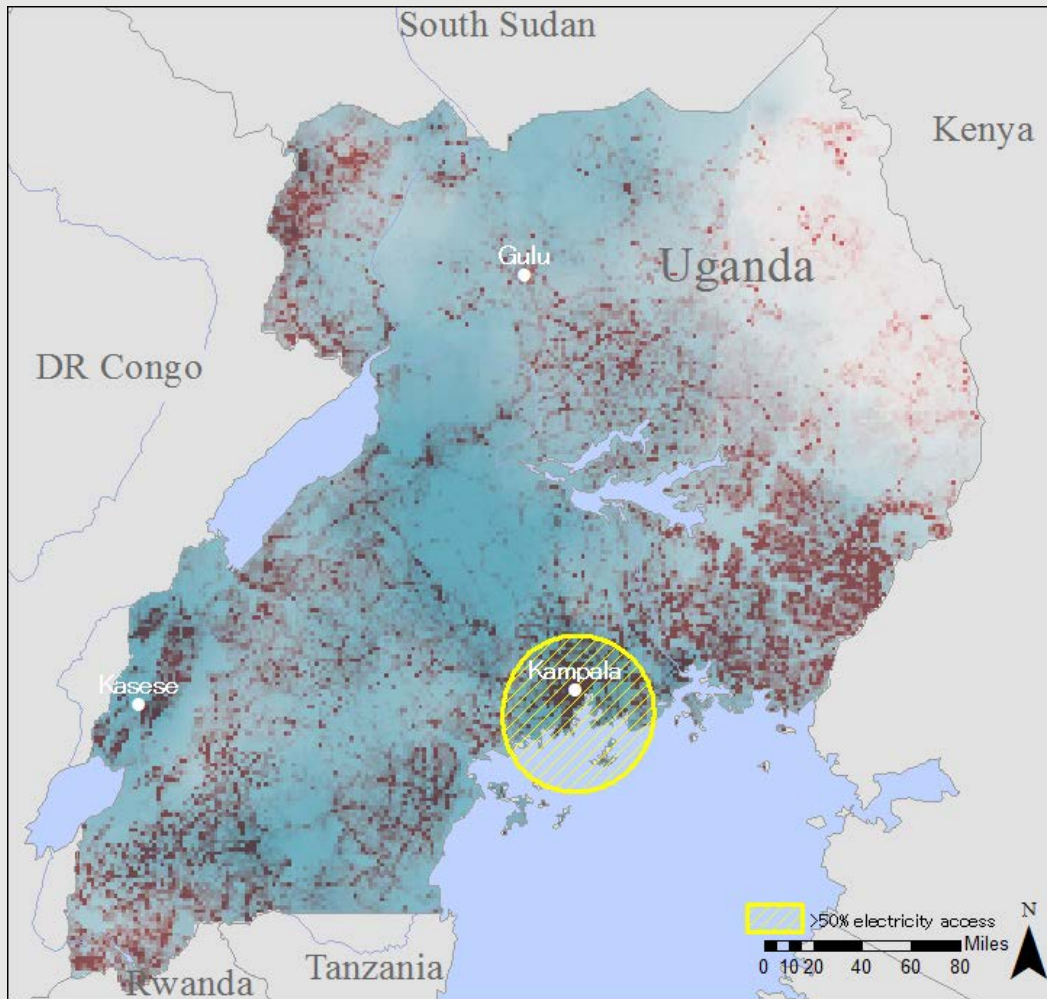 South Sudan
Kenya
Gulu
Uganda
DR Congo
Kampala
Kasese
>50% electricity access
N
Miles
0 10 20 40 60 80
Tanzania
Rwanda